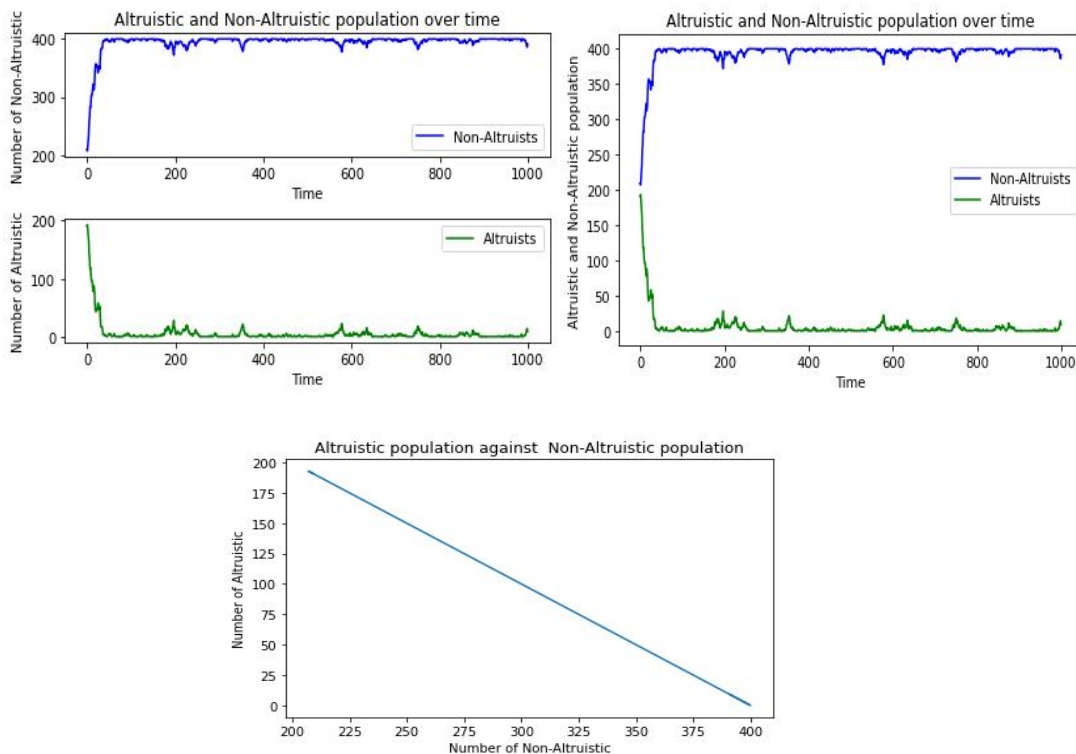 Altruistic and Non-Altruistic population over time
Number of Non-Altruistic
400
300
200
Non-Altruists
0 200 400 600 800 1000
Time
Number of Altruistic
200
100
0
Altruists
0 200 400 600 800 1000
Time
Altruistic and Non-Altruistic population over time
Altruistic and Non-Altruistic population
400
350
300
250
200
150
100
50
0
Non-Altruists
Altruists
0 200 400 600 800 1000
Time
Altruistic population against Non-Altruistic population
Number of Altruistic
200
175
150
125
100
75
50
25
0
200 225 250 275 300 325 350 375 400
Number of Non-Altruistic